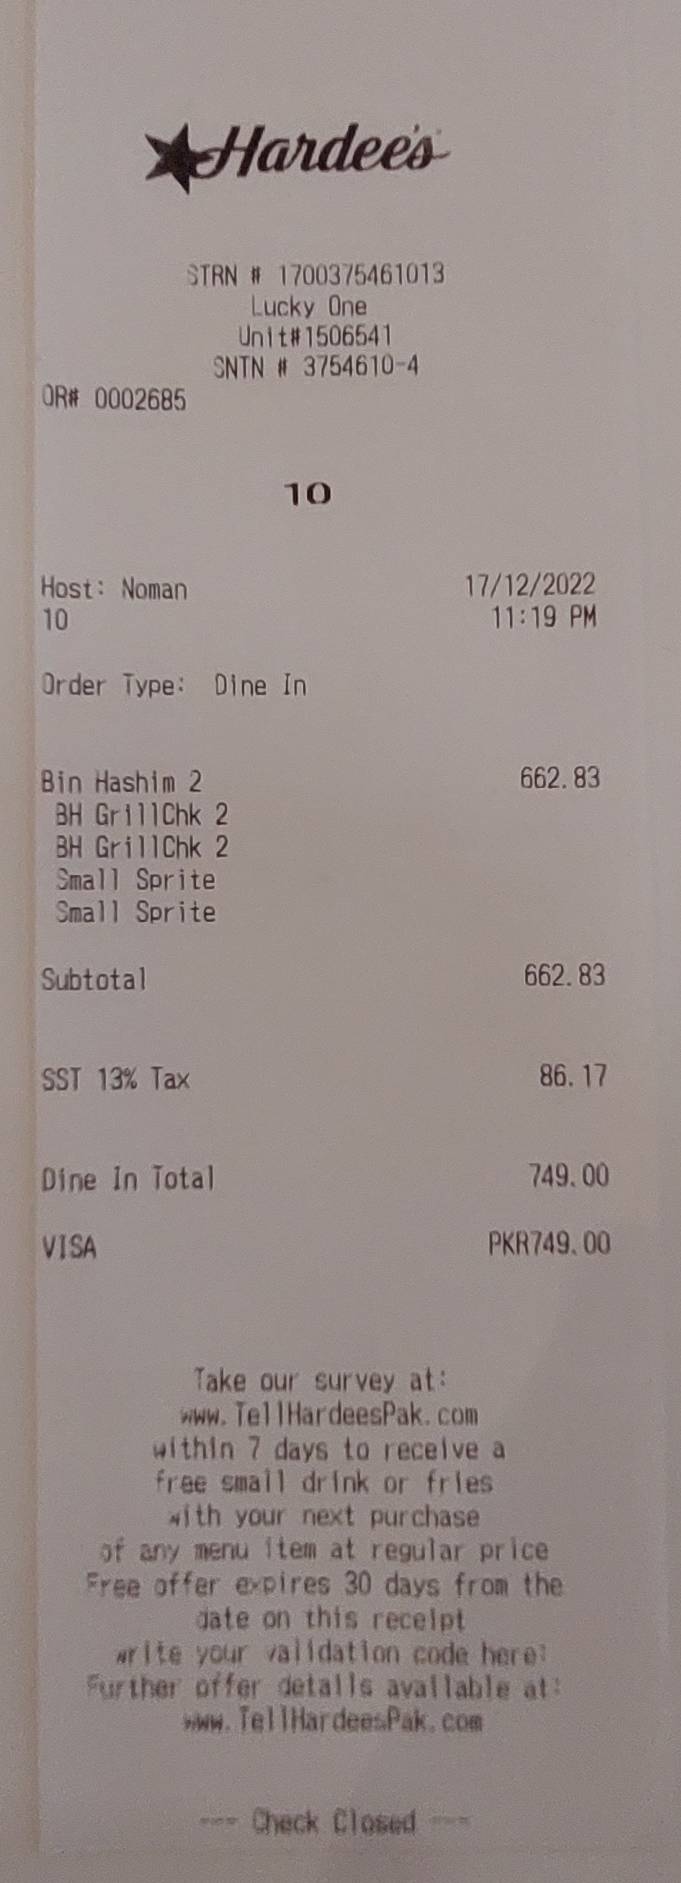 Hardee's
STRN # 1700375461013
Lucky One
Unit#1506541
SNTN # 3754610-4
OR# 0002685
10
Host: Noman 17/12/2022
10 11:19 PM
Order Type: Dine In
Bin Hashim 2 662.83
BH GrillChk 2
BH GrillChk 2
Small Sprite
Small Sprite
Subtotal 662.83
SST 13% Tax 86.17
Dine In Total 749.00
VISA PKR749.00
Take our survey at:
www.TellHardeesPak.com
within 7 days to receive a
free small drink or fries
with your next purchase
of any menu item at regular price
Free offer expires 30 days from the
date on this receipt
write your validation code here:
Further offer details available at:
www.TellHardeesPak.com
--- Check Closed ---